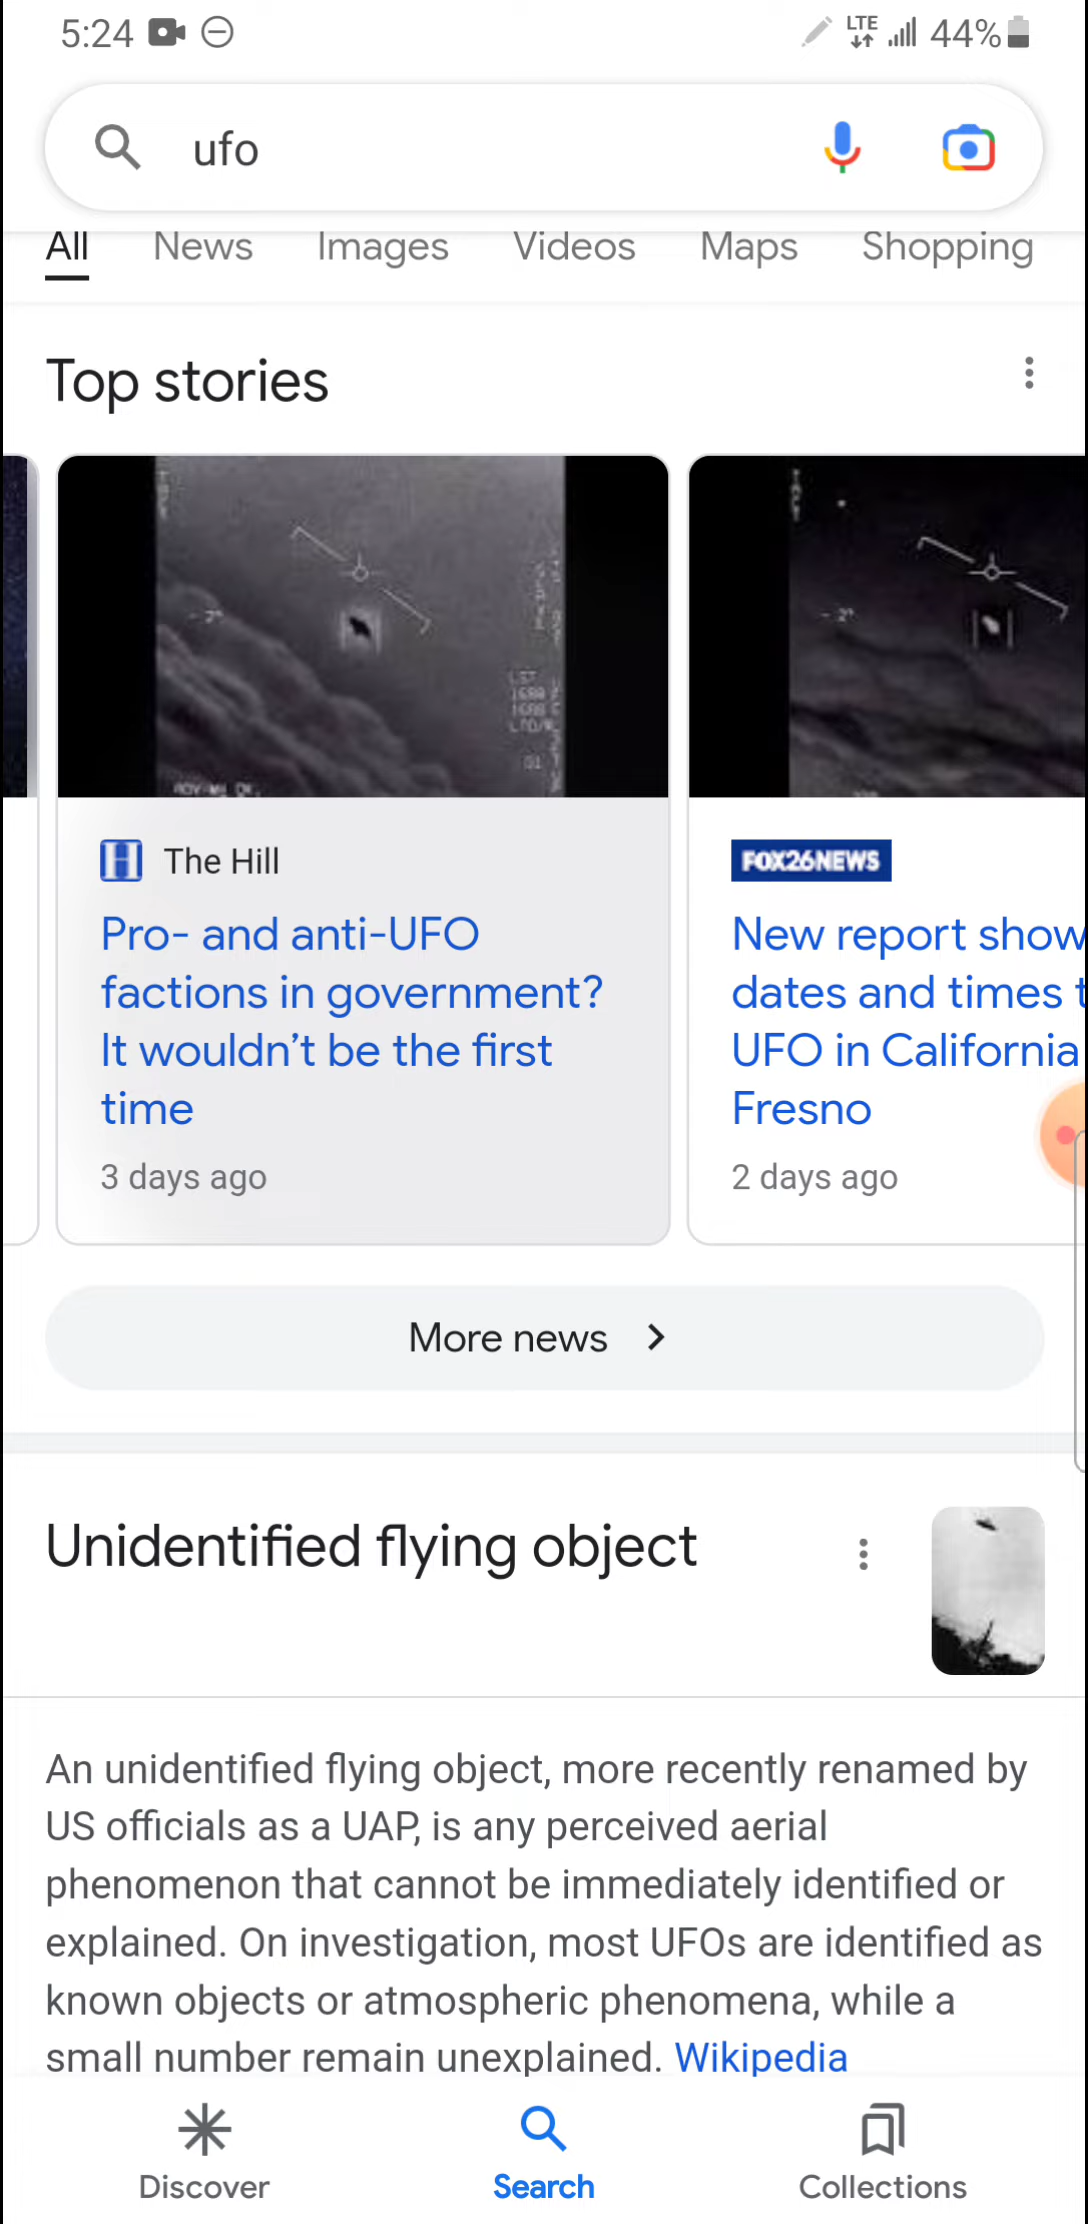 5:24 LTE 44%
ufo
All News Images Videos Maps Shopping
Top stories
The Hill
Pro- and anti-UFO
factions in government?
It wouldn’t be the first
time
3 days ago
FOX26NEWS
New report show
dates and times t
UFO in California
Fresno
2 days ago
More news
Unidentified flying object
An unidentified flying object, more recently renamed by
US officials as a UAP, is any perceived aerial
phenomenon that cannot be immediately identified or
explained. On investigation, most UFOs are identified as
known objects or atmospheric phenomena, while a
small number remain unexplained. Wikipedia
Discover Search Collections